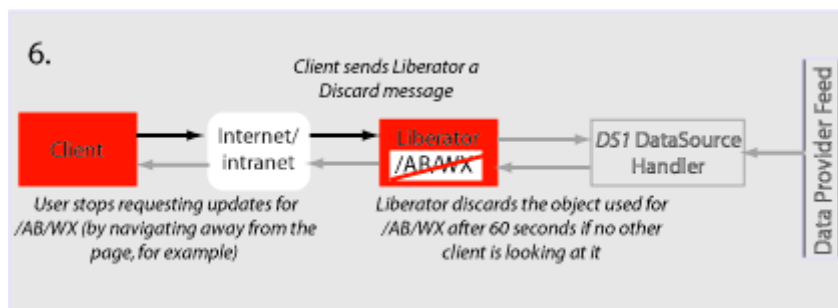 6.
Client sends Liberator a
Discard message
Client
Internet/
intranet
Liberator
/AB/WX
DS1 DataSource
Handler
Data Provider Feed
User stops requesting updates for
/AB/WX (by navigating away from the
page, for example)
Liberator discards the object used for
/AB/WX after 60 seconds if no other
client is looking at it